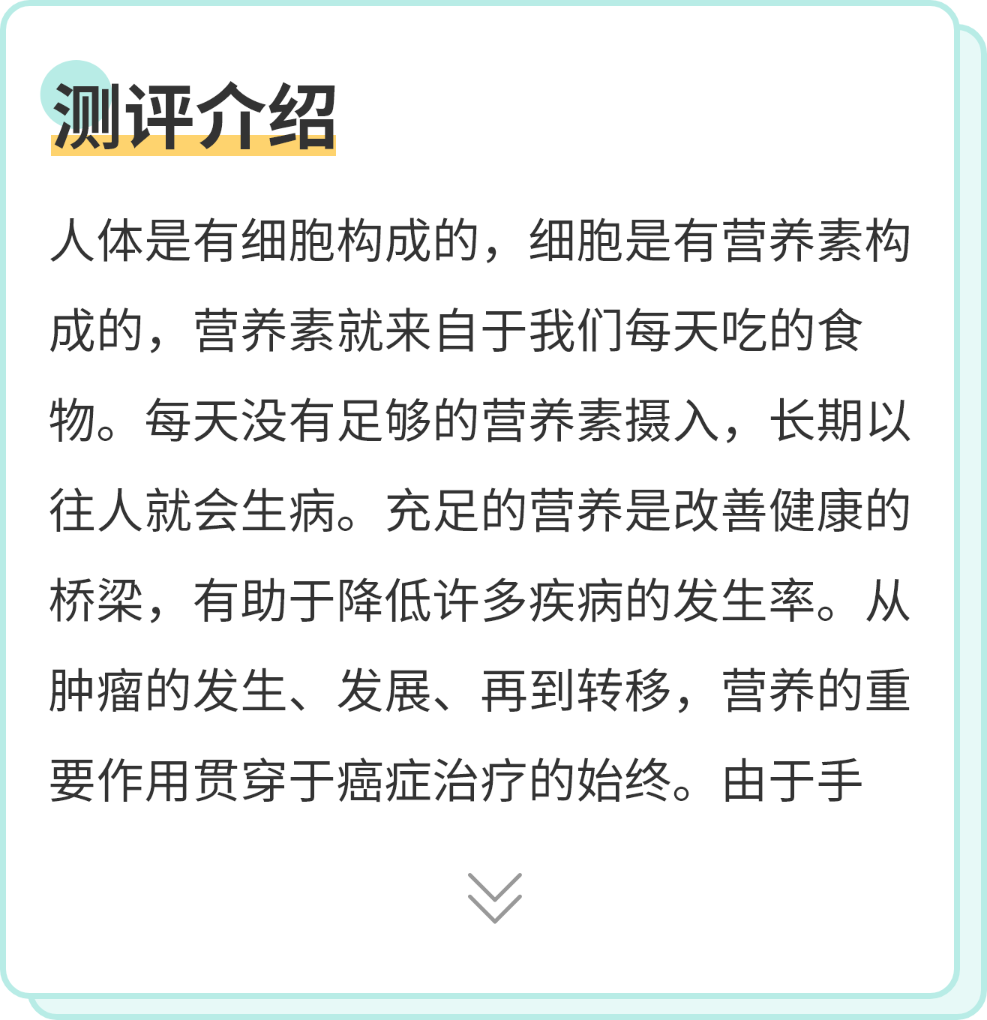 测评介绍
人体是有细胞构成的，细胞是有营养素构
成的，营养素就来自于我们每天吃的食
物。每天没有足够的营养素摄入，长期以
往人就会生病。充足的营养是改善健康的
桥梁，有助于降低许多疾病的发生率。从
肿瘤的发生、发展、再到转移，营养的重
要作用贯穿于癌症治疗的始终。由于手